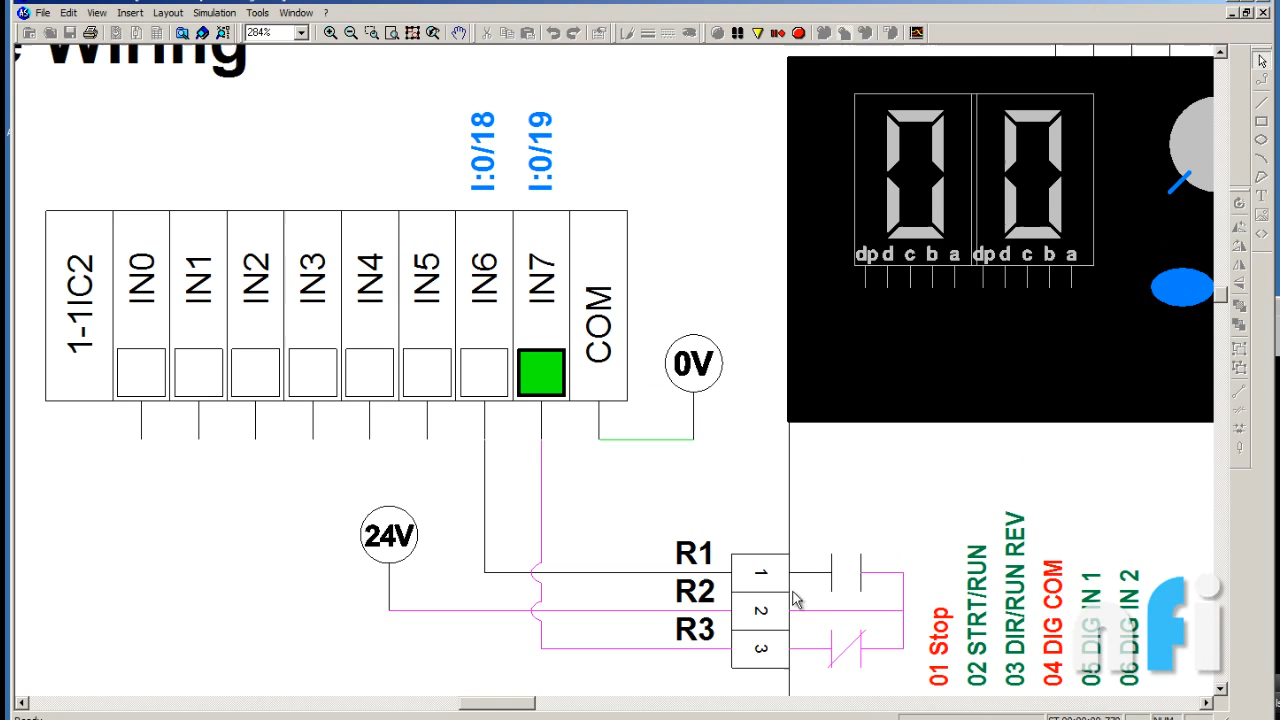 File Edit View Insert Layout Simulation Tools Window ?
284%
e Wiring
I:0/18
I:0/19
1-1IC2
IN0
IN1
IN2
IN3
IN4
IN5
IN6
IN7
COM
0V
24V
R1
R2
R3
1
2
3
dp d c b a dp d c b a
01 Stop
02 STRT/RUN
03 DIR/RUN REV
04 DIG COM
05 DIG IN 1
06 DIG IN 2
nfi